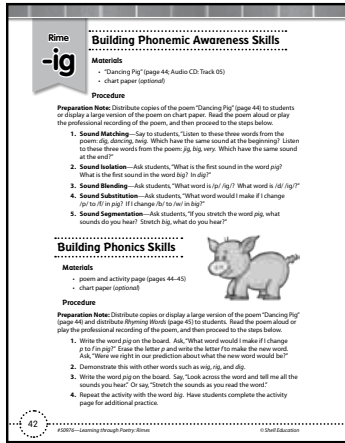 Rime
-ig
Building Phonemic Awareness Skills
Materials
• "Dancing Pig" (page 44; Audio CD: Track 05)
• chart paper (optional)
Procedure
Preparation Note: Distribute copies of the poem "Dancing Pig" (page 44) to students
or display a large version of the poem on chart paper. Read the poem aloud or play
the professional recording of the poem, and then proceed to the steps below.
1. Sound Matching—Say to students, "Listen to these three words from the
poem: dig, dancing, twig. Which have the same sound at the beginning? Listen
to these three words from the poem: jig, big, very. Which have the same sound
at the end?"
2. Sound Isolation—Ask students, "What is the first sound in the word pig?
What is the first sound in the word big? In dig?"
3. Sound Blending—Ask students, "What word is /p/ /ig/? What word is /d/ /ig/?"
4. Sound Substitution—Ask students, "What word would I make if I change
/p/ to /f/ in pig? If I change /b/ to /w/ in big?"
5. Sound Segmentation—Ask students, "If you stretch the word pig, what
sounds do you hear? Stretch big, what do you hear?"
Building Phonics Skills
Materials
• poem and activity page (pages 44–45)
• chart paper (optional)
Procedure
Preparation Note: Distribute copies or display a large version of the poem "Dancing Pig"
(page 44) and distribute Rhyming Words (page 45) to students. Read the poem aloud or
play the professional recording of the poem, and then proceed to the steps below.
1. Write the word pig on the board. Ask, "What word would I make if I change
p to f in pig?" Erase the letter p and write the letter f to make the new word.
Ask, "Were we right in our prediction about what the new word would be?"
2. Demonstrate this with other words such as wig, rig, and dig.
3. Write the word pig on the board. Say, "Look across the word and tell me all the
sounds you hear." Or say, "Stretch the sounds as you read the word."
4. Repeat the activity with the word big. Have students complete the activity
page for additional practice.
42
#50976—Learning through Poetry: Rimes
© Shell Education